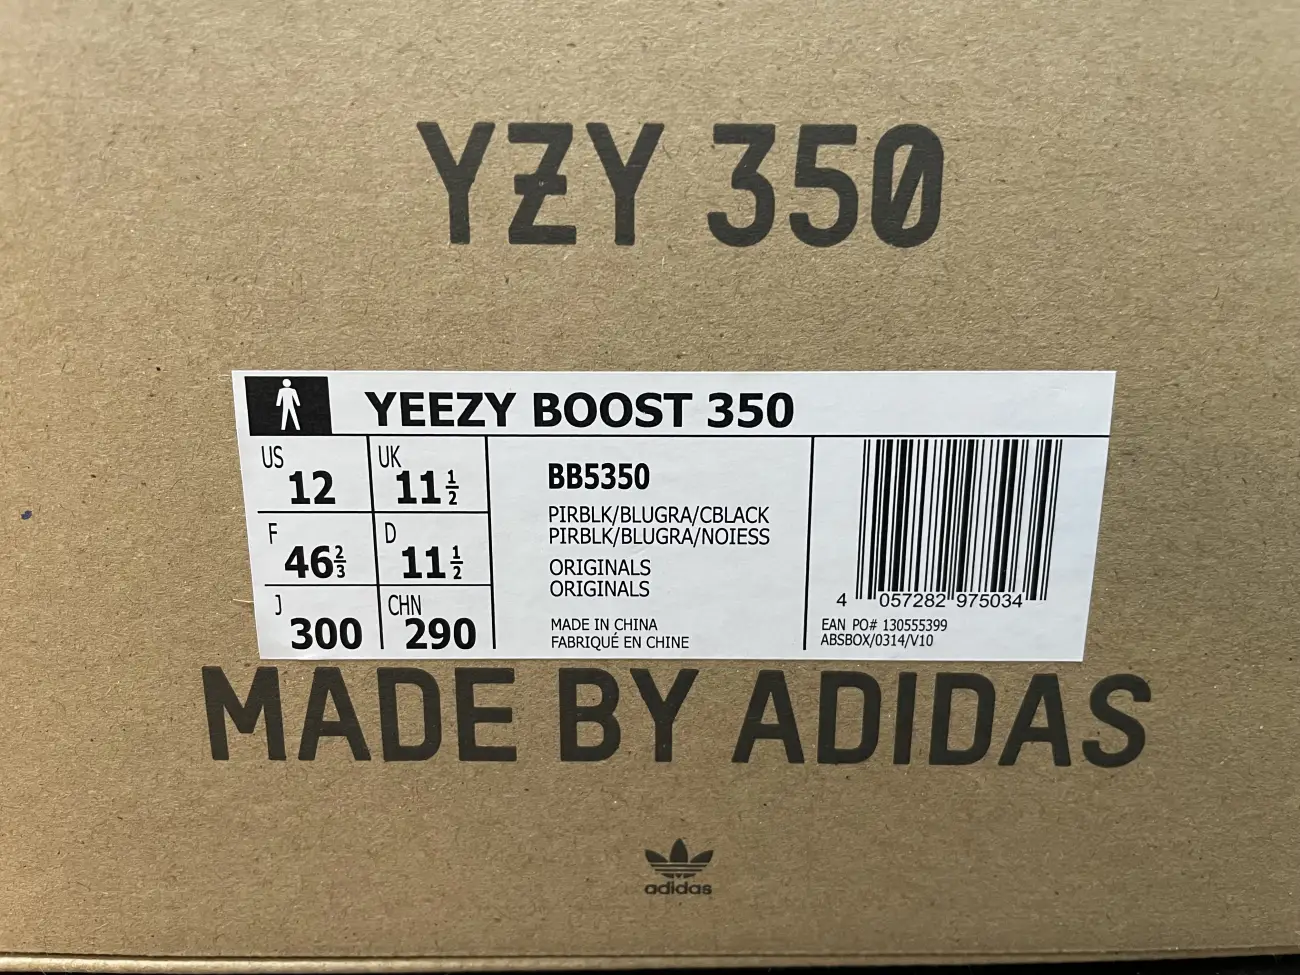 YZY 350
YEEZY BOOST 350
US 12 UK 11 1/2
F 46 2/3 D 11 1/2
J 300 CHN 290
BB5350
PIRBLK/BLUGRA/CBLACK
PIRBLK/BLUGRA/NOIESS
ORIGINALS
ORIGINALS
MADE IN CHINA
FABRIQUÉ EN CHINE
4 057282 975034
EAN PO# 130555399
ABSBOX/0314/V10
MADE BY ADIDAS
adidas